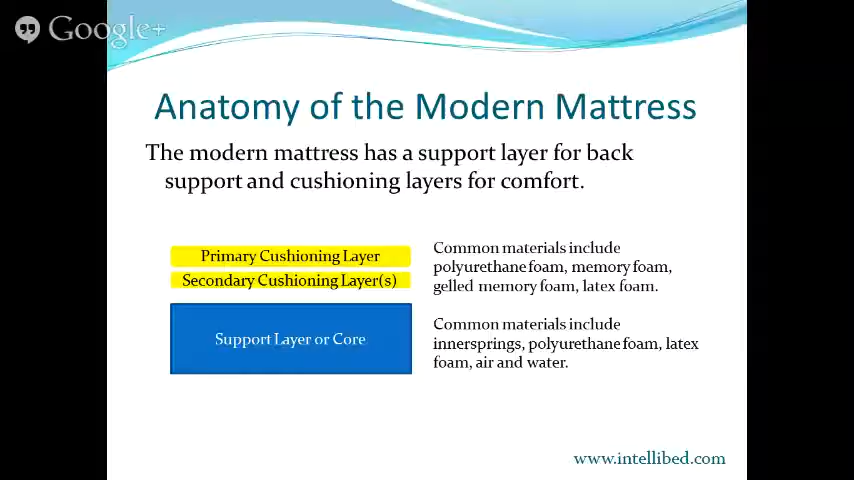 Google+
Anatomy of the Modern Mattress
The modern mattress has a support layer for back
support and cushioning layers for comfort.
Primary Cushioning Layer
Secondary Cushioning Layer(s)
Common materials include
polyurethane foam, memory foam,
gelled memory foam, latex foam.
Support Layer or Core
Common materials include
innersprings, polyurethane foam, latex
foam, air and water.
www.intellibed.com